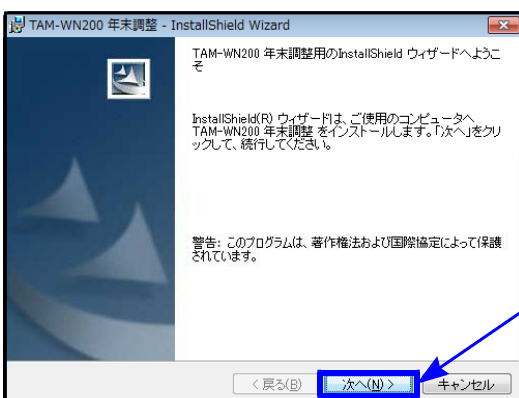 TAM-WN200 年末調整 - InstallShield Wizard
TAM-WN200 年末調整用のInstallShield ウィザードへようこ
そ
InstallShield(R) ウィザードは、ご使用のコンピュータへ
TAM-WN200 年末調整 をインストールします。「次へ」をクリ
ックして、続行してください。
警告: このプログラムは、著作権法および国際協定によって保護
されています。
< 戻る(B)
次へ(N) >
キャンセル